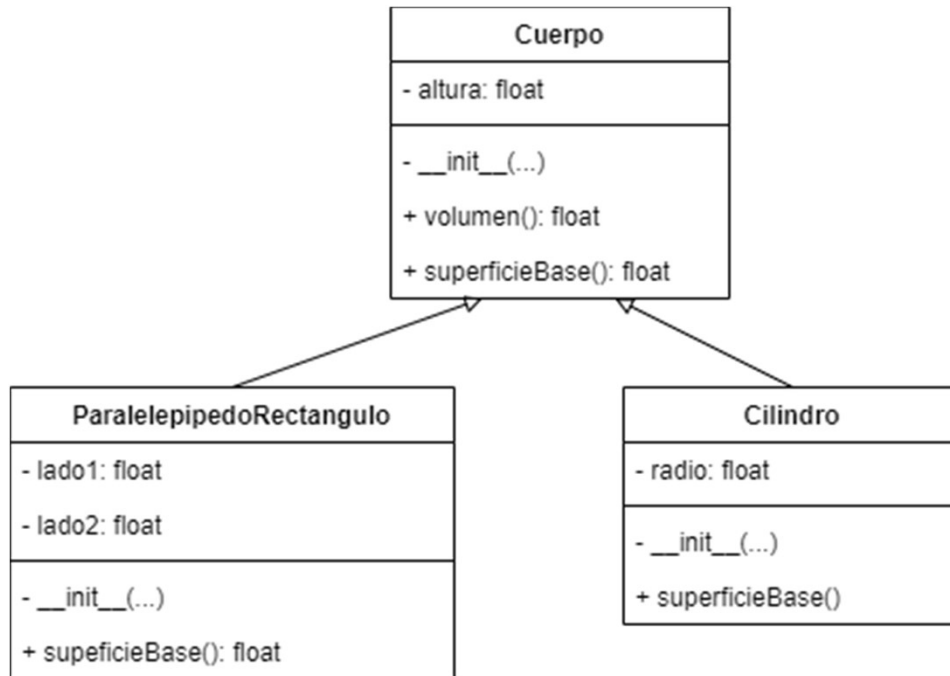 Cuerpo
- altura: float
- __init__(...)
+ volumen(): float
+ superficieBase(): float
ParalelepipedoRectangulo
- lado1: float
- lado2: float
- __init__(...)
+ supeficieBase(): float
Cilindro
- radio: float
- __init__(...)
+ superficieBase()